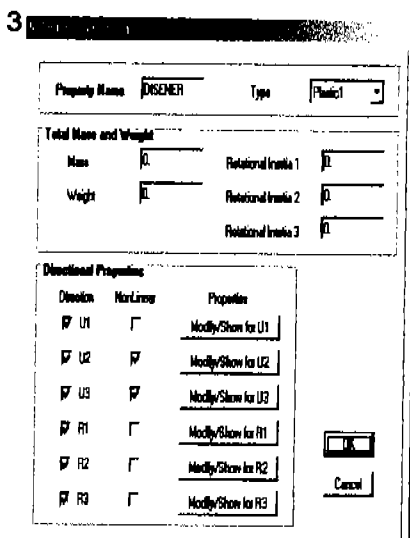 3
Property Name DISENER Type Plastic1
Total Mass and Weight
Mass 0. Rotational Inertia 1 0.
Weight 0. Rotational Inertia 2 0.
Rotational Inertia 3 0.
Directional Properties
Direction NonLinear Properties
U1 Modify/Show for U1
U2 Modify/Show for U2
U3 Modify/Show for U3
R1 Modify/Show for R1
R2 Modify/Show for R2
R3 Modify/Show for R3
OK
Cancel